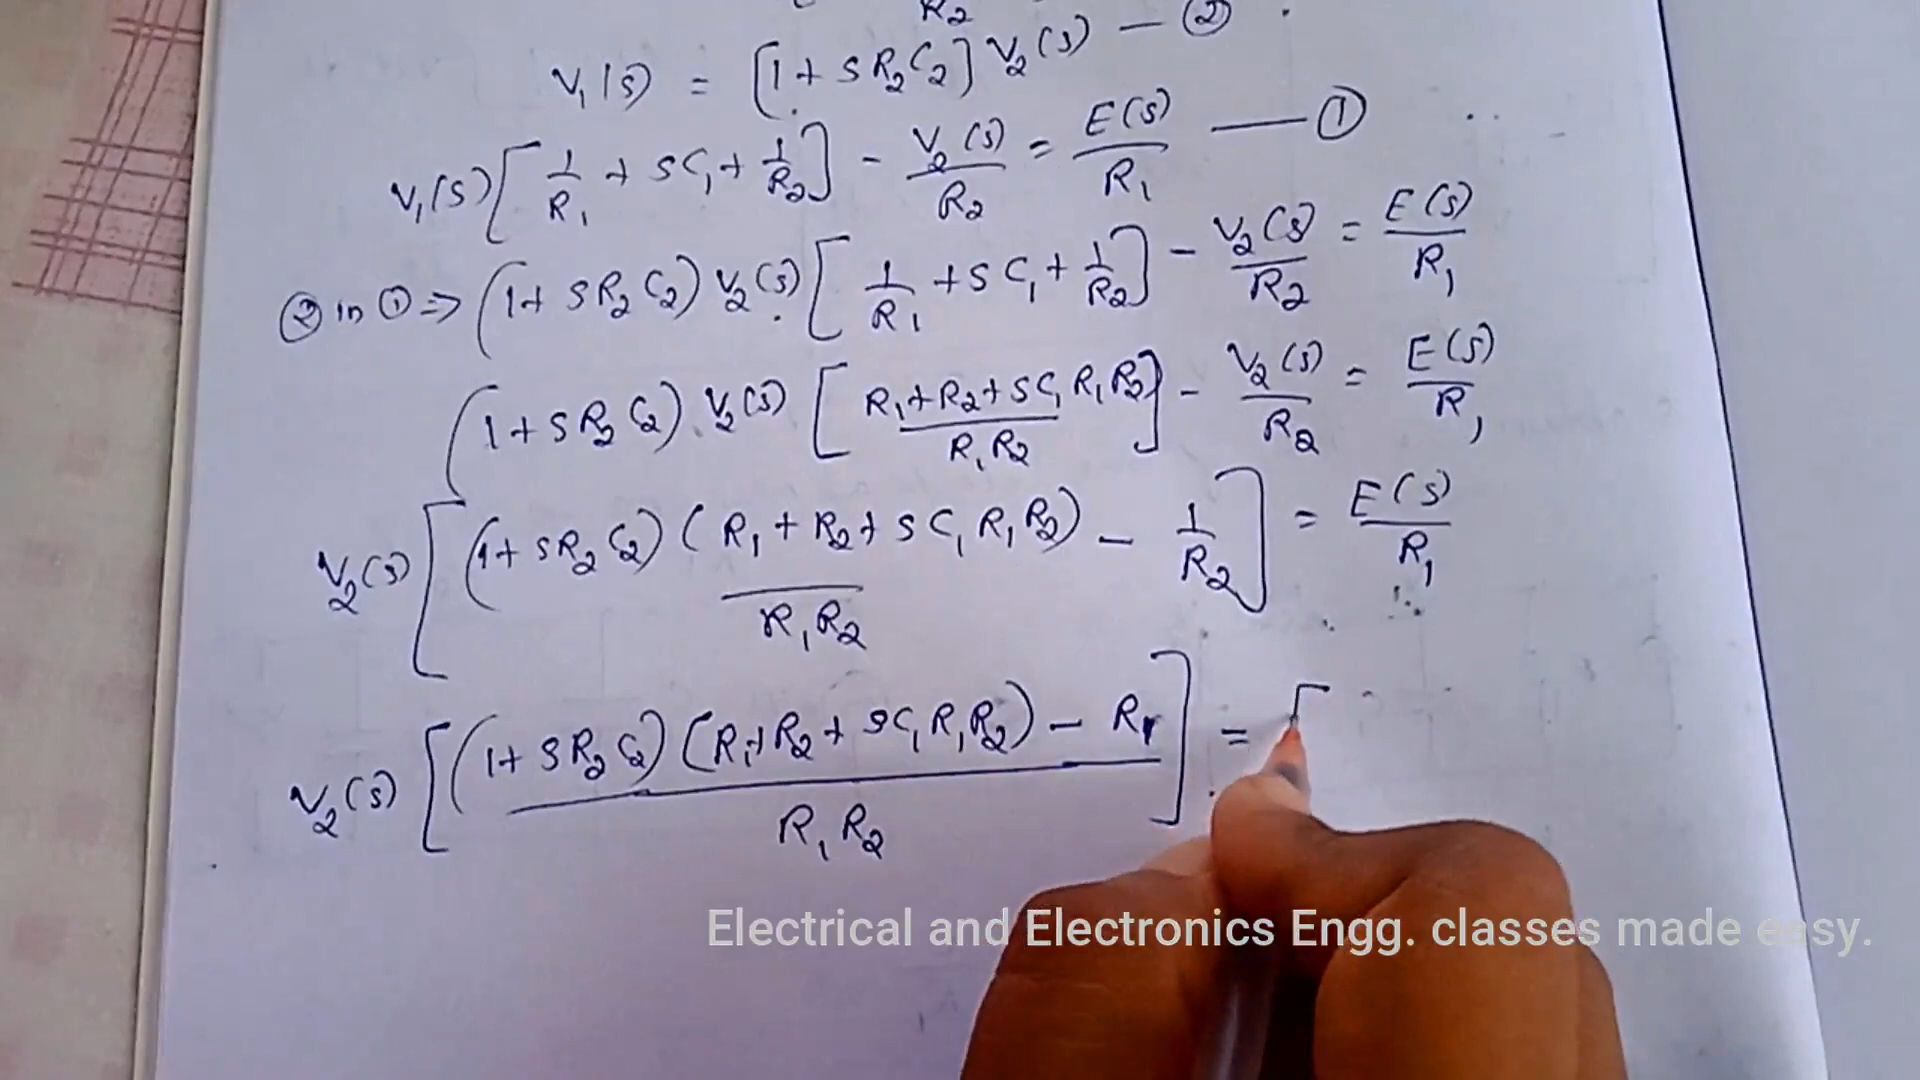 R₂
V₁(s) = [1 + SR₂C₂] V₂(s) — ②
V₁(s) [1/R₁ + SC₁ + 1/R₂] - V₂(s)/R₂ = E(s)/R₁ — ①
② in ① ⇒ (1 + SR₂C₂) V₂(s) [1/R₁ + SC₁ + 1/R₂] - V₂(s)/R₂ = E(s)/R₁
(1 + SR₂C₂) . V₂(s) [R₁ + R₂ + SC₁R₁R₂ / R₁R₂] - V₂(s)/R₂ = E(s)/R₁
V₂(s) [(1 + SR₂C₂) (R₁ + R₂ + SC₁R₁R₂) / R₁R₂ - 1/R₂] = E(s)/R₁
V₂(s) [(1 + SR₂C₂) (R₁ + R₂ + SC₁R₁R₂) - R₁ / R₁R₂] =
Electrical and Electronics Engg. classes made easy.